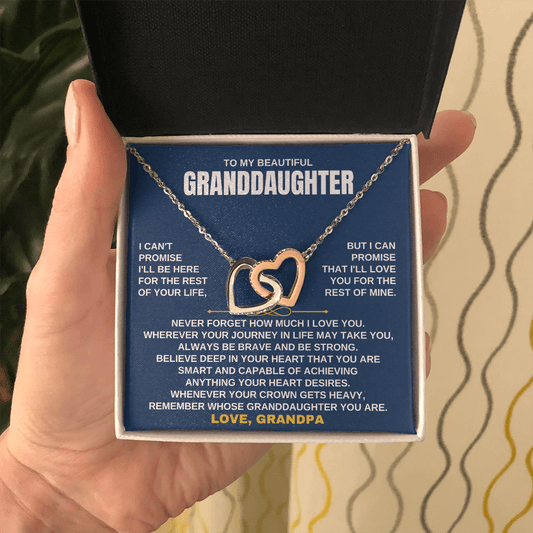 TO MY BEAUTIFUL
GRANDDAUGHTER
I CAN'T
PROMISE
I'LL BE HERE
FOR THE REST
OF YOUR LIFE,
BUT I CAN
PROMISE
THAT I'LL LOVE
YOU FOR THE
REST OF MINE.
NEVER FORGET HOW MUCH I LOVE YOU.
WHEREVER YOUR JOURNEY IN LIFE MAY TAKE YOU,
ALWAYS BE BRAVE AND BE STRONG.
BELIEVE DEEP IN YOUR HEART THAT YOU ARE
SMART AND CAPABLE OF ACHIEVING
ANYTHING YOUR HEART DESIRES.
WHENEVER YOUR CROWN GETS HEAVY,
REMEMBER WHOSE GRANDDAUGHTER YOU ARE.
LOVE, GRANDPA